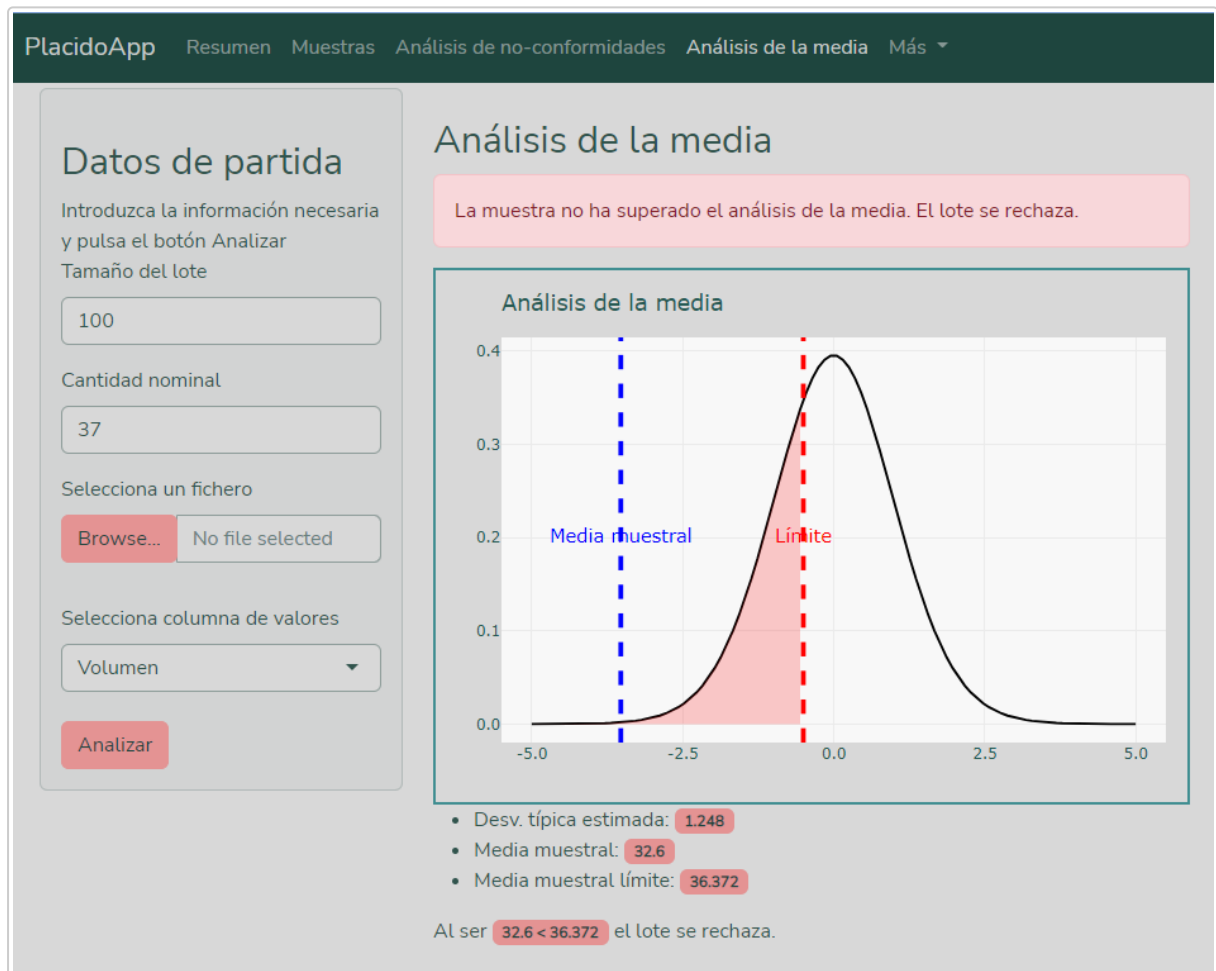 PlacidoApp Resumen Muestras Análisis de no-conformidades Análisis de la media Más
Datos de partida
Introduzca la información necesaria
y pulsa el botón Analizar
Tamaño del lote
100
Cantidad nominal
37
Selecciona un fichero
Browse... No file selected
Selecciona columna de valores
Volumen
Analizar
Análisis de la media
La muestra no ha superado el análisis de la media. El lote se rechaza.
Análisis de la media
0.4
0.3
0.2
0.1
0.0
Media muestral
Límite
-5.0 -2.5 0.0 2.5 5.0
• Desv. típica estimada: 1.248
• Media muestral: 32.6
• Media muestral límite: 36.372
Al ser 32.6 < 36.372 el lote se rechaza.